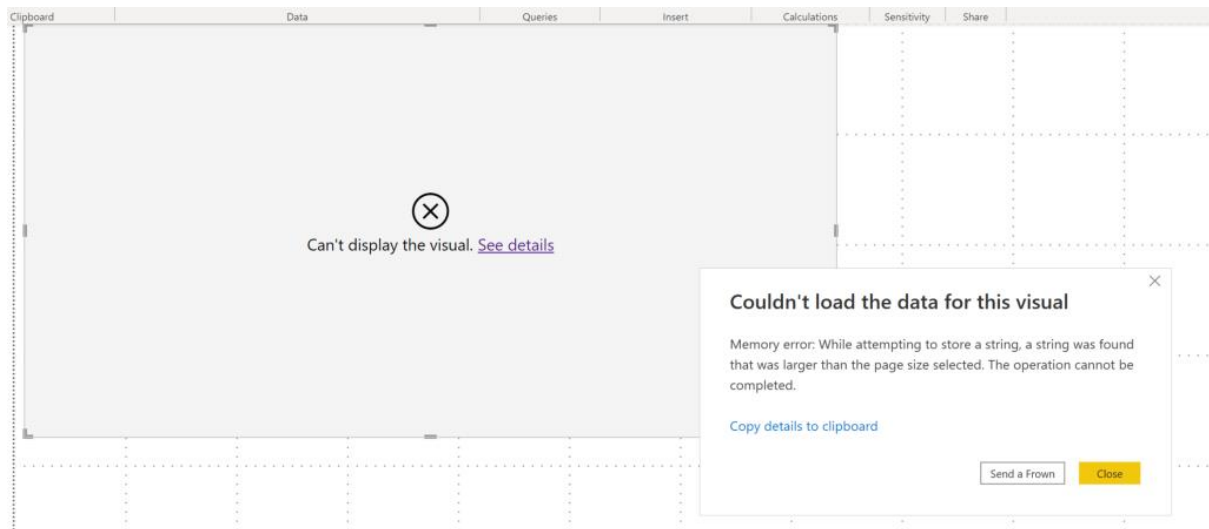 Clipboard Data Queries Insert Calculations Sensitivity Share
Can't display the visual. See details
Couldn't load the data for this visual
Memory error: While attempting to store a string, a string was found
that was larger than the page size selected. The operation cannot be
completed.
Copy details to clipboard
Send a Frown Close